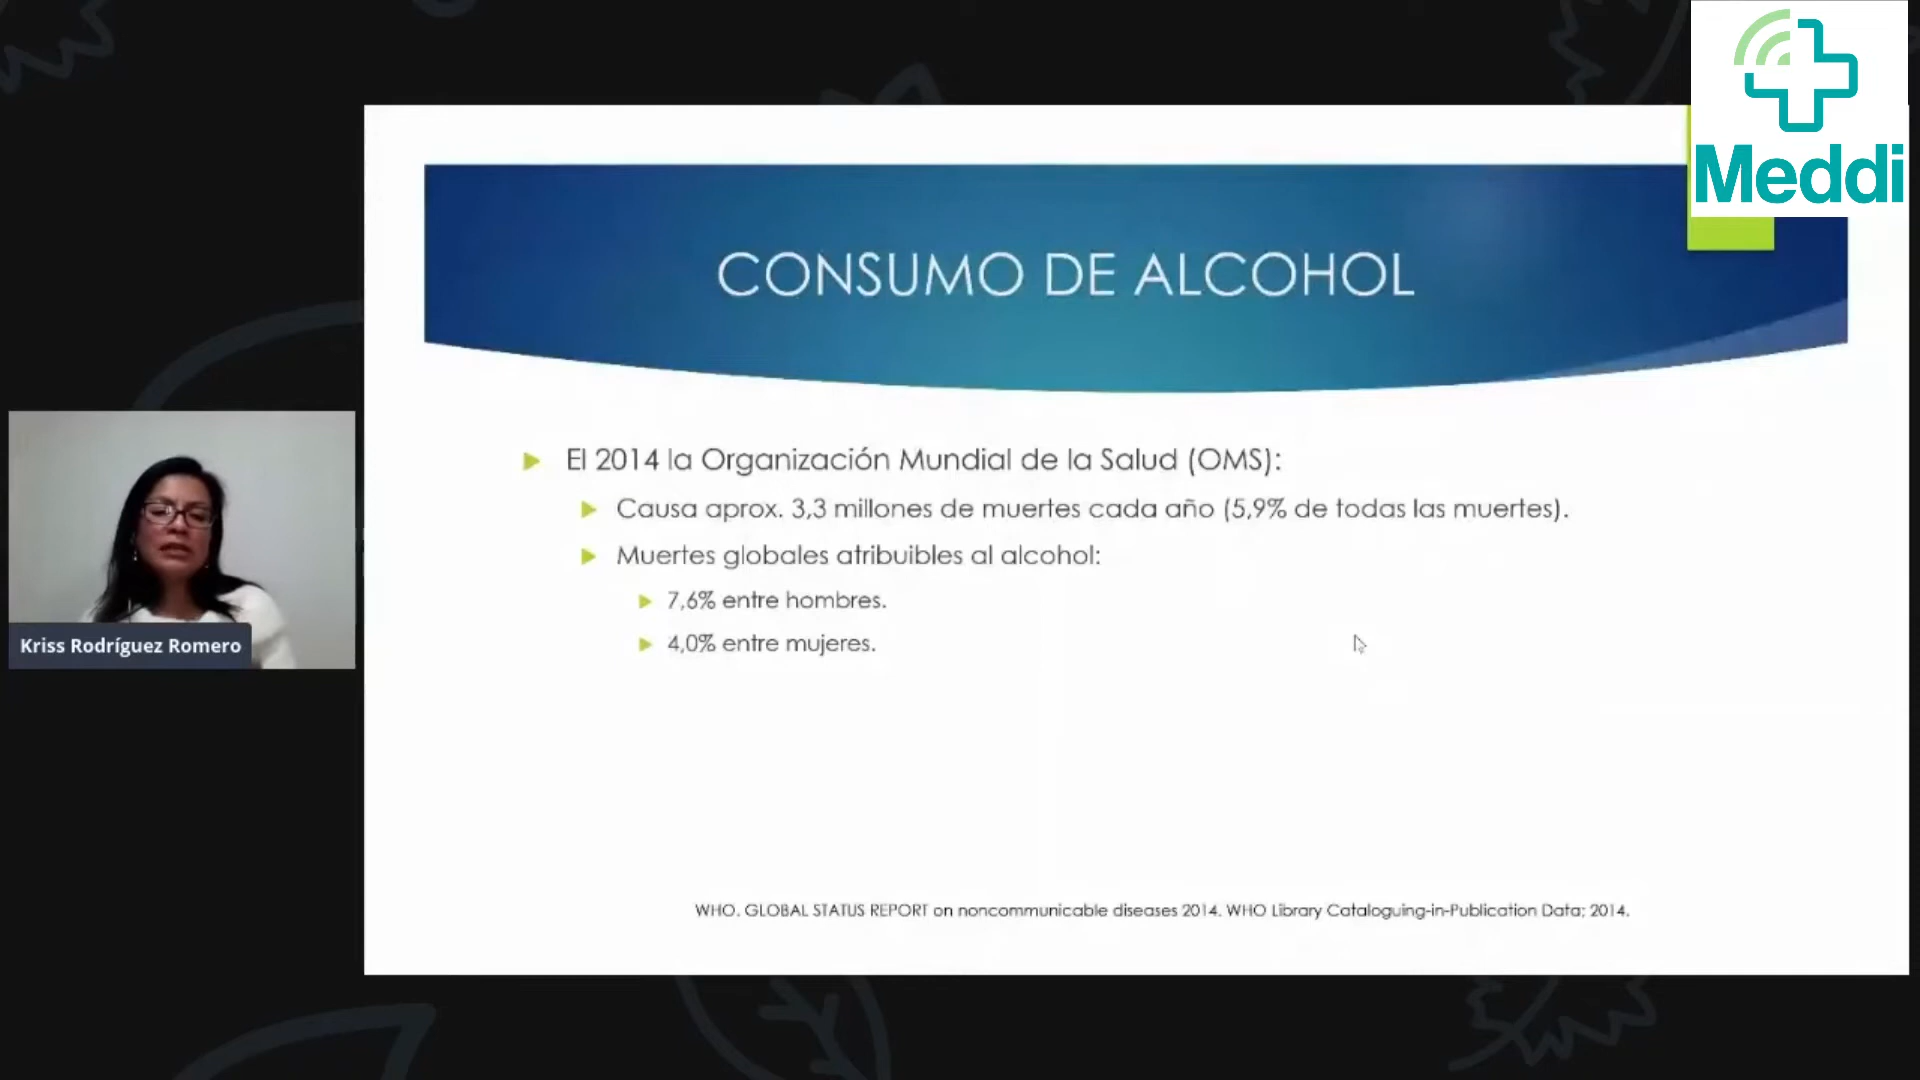 Meddi
CONSUMO DE ALCOHOL
El 2014 la Organización Mundial de la Salud (OMS):
Causa aprox. 3,3 millones de muertes cada año (5,9% de todas las muertes).
Muertes globales atribuibles al alcohol:
7,6% entre hombres.
4,0% entre mujeres.
Kriss Rodríguez Romero
WHO. GLOBAL STATUS REPORT on noncommunicable diseases 2014. WHO Library Cataloguing-in-Publication Data; 2014.